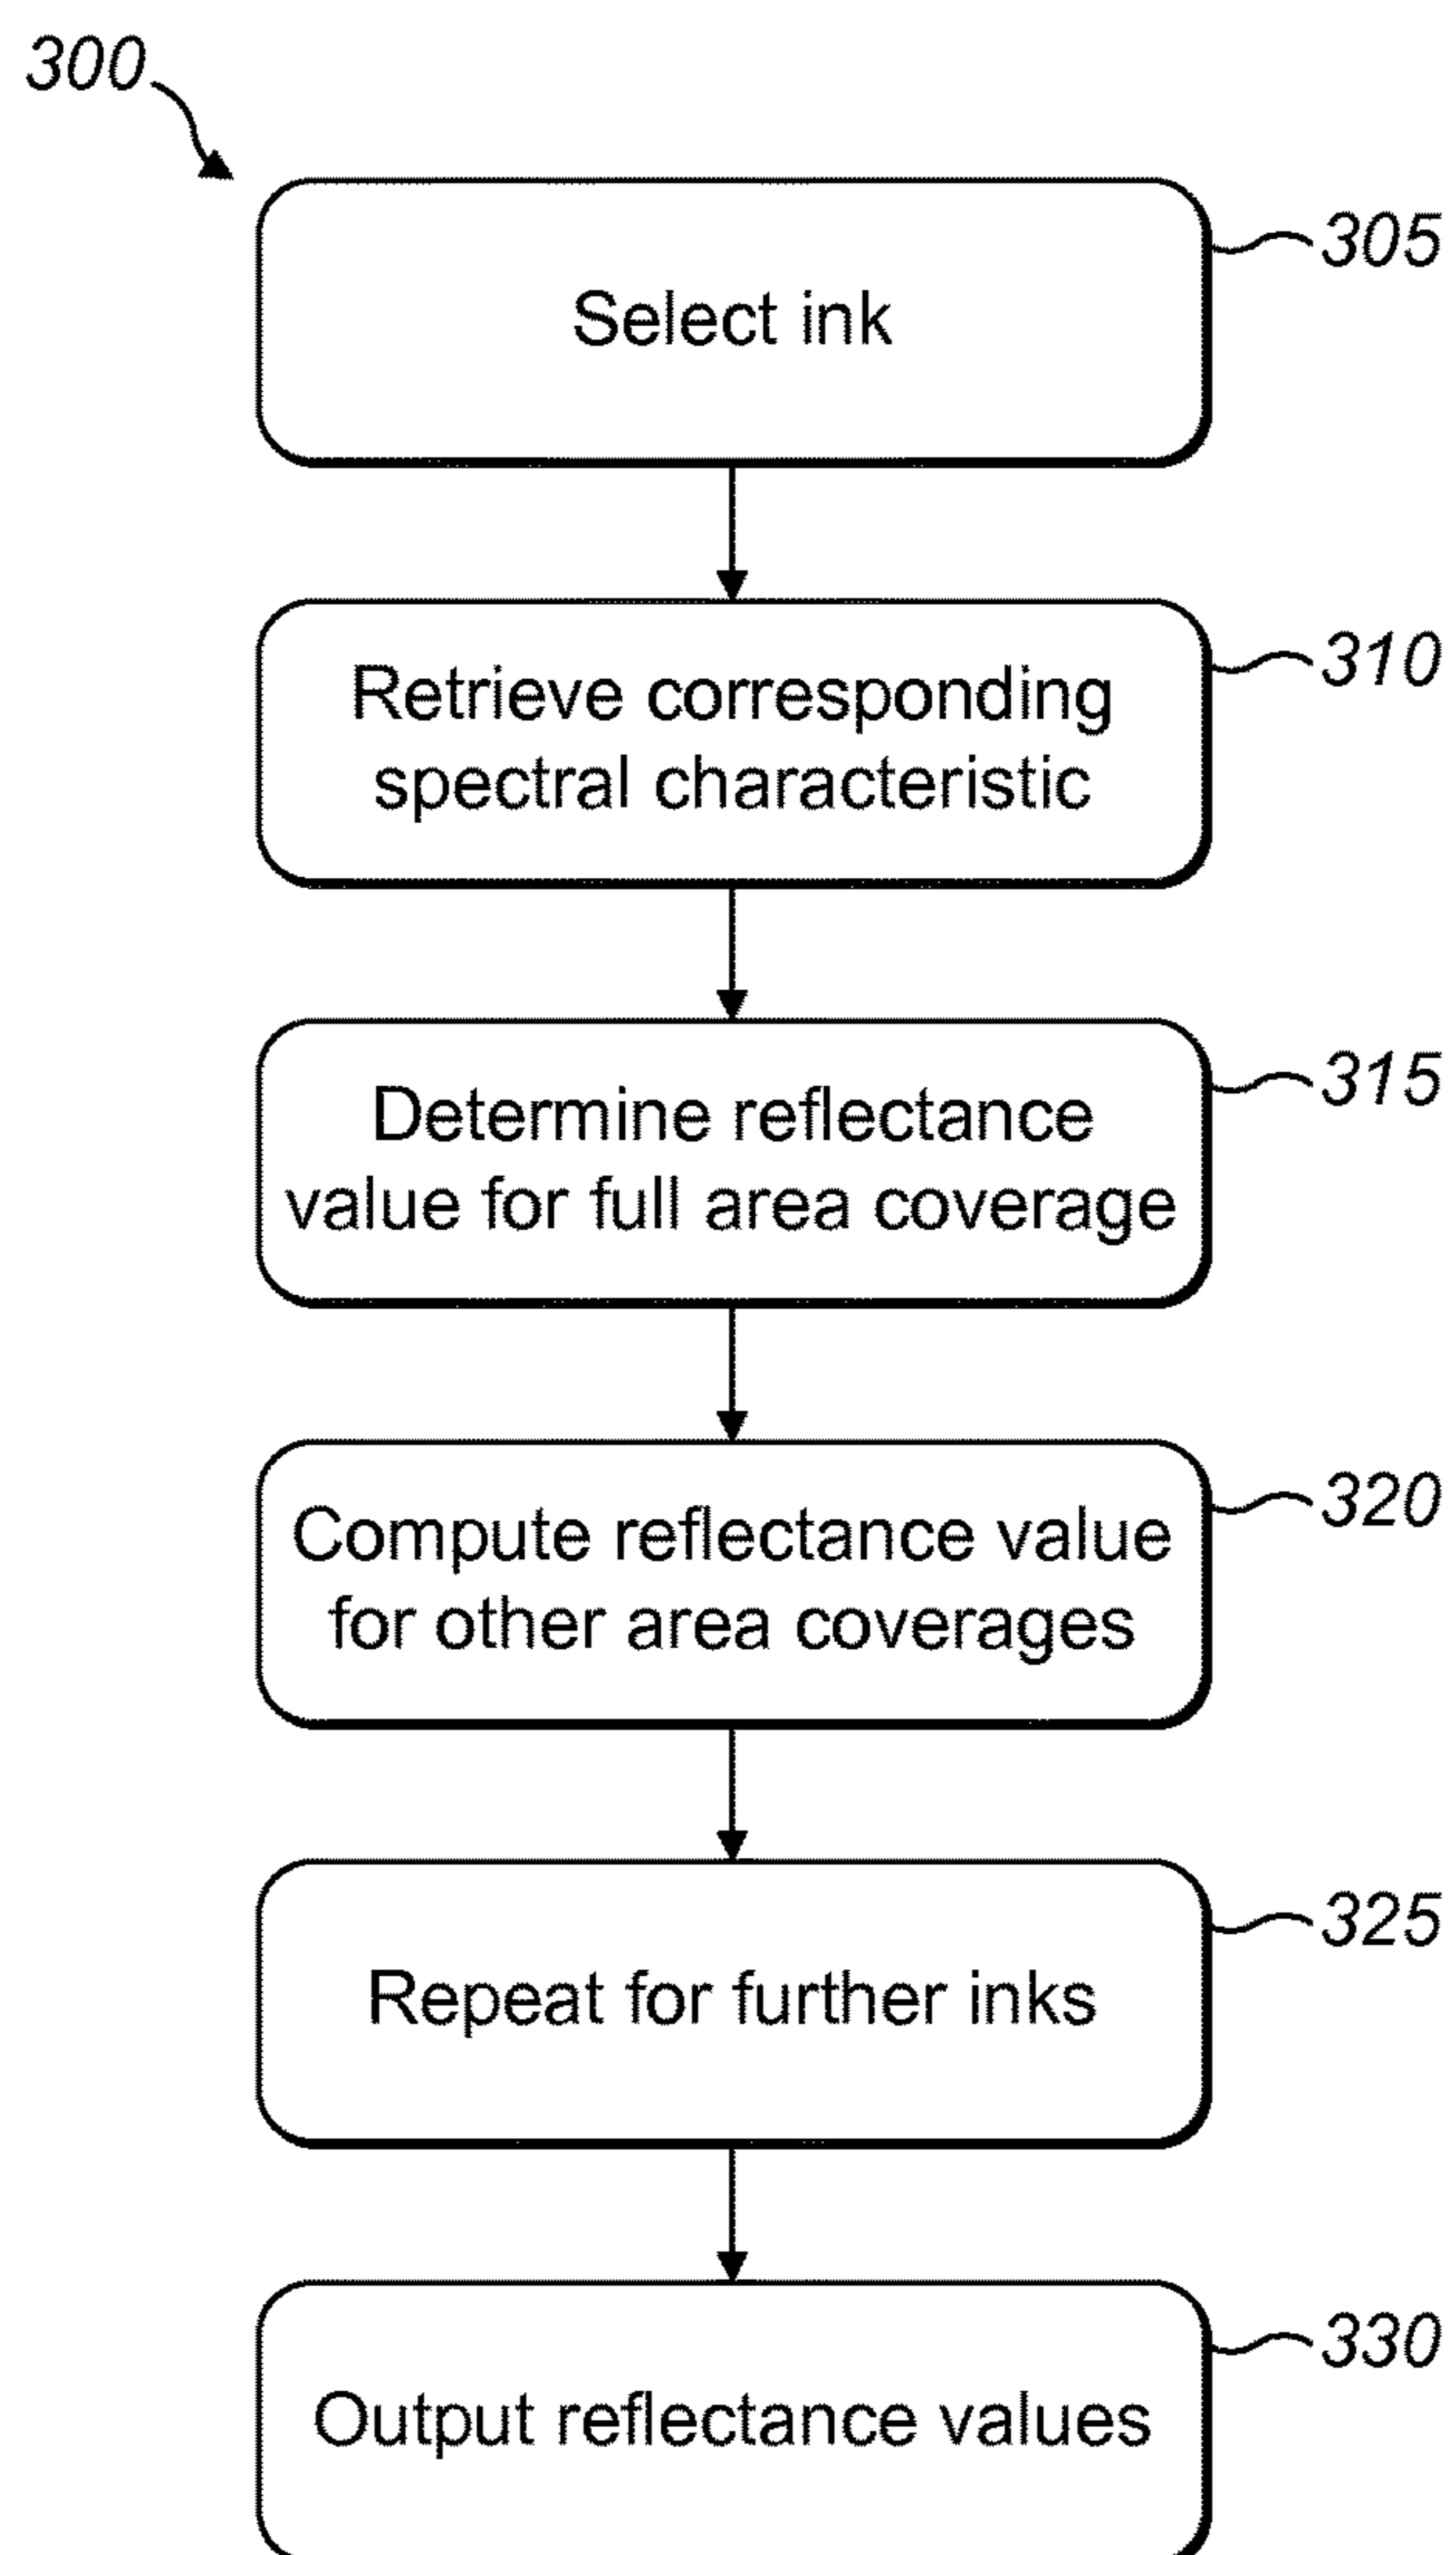 300
305
Select ink
310
Retrieve corresponding
spectral characteristic
315
Determine reflectance
value for full area coverage
320
Compute reflectance value
for other area coverages
325
Repeat for further inks
330
Output reflectance values